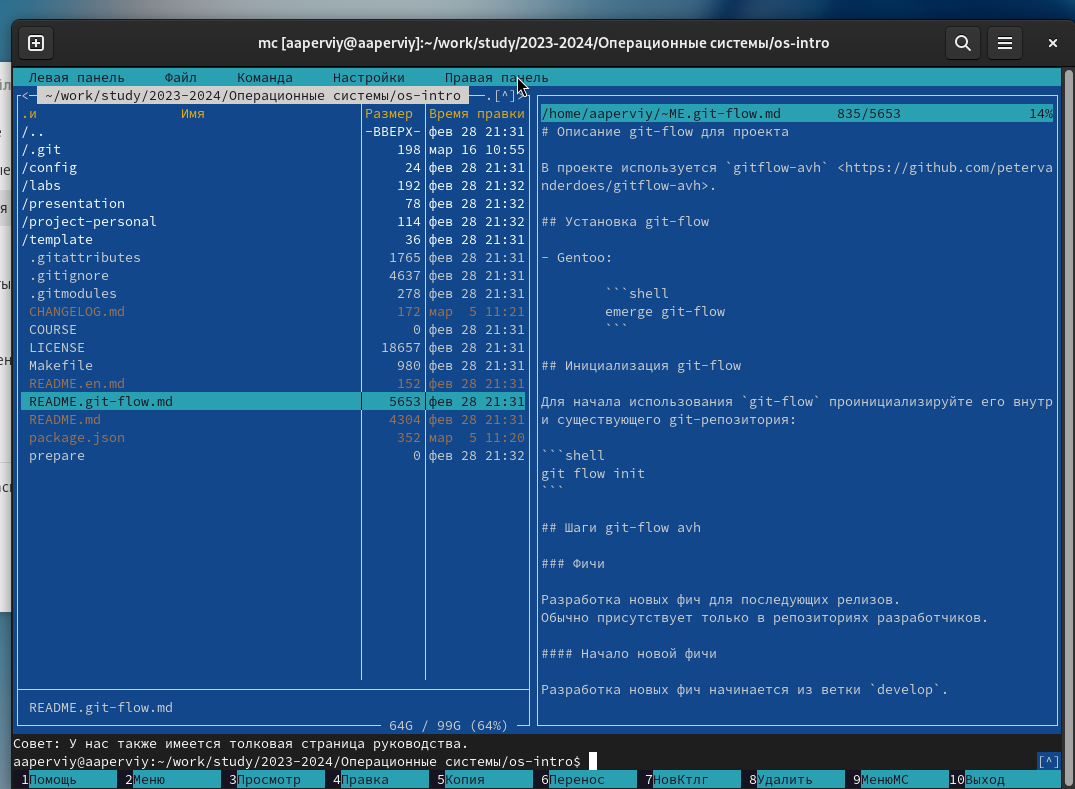 mc [aaperviy@aaperviy]:~/work/study/2023-2024/Операционные системы/os-intro
Левая панель Файл Команда Настройки Правая панель
<─ ~/work/study/2023-2024/Операционные системы/os-intro ──.[^]>
.и Имя Размер Время правки
/.. -ВВЕРХ- фев 28 21:31
/.git 198 мар 16 10:55
/config 24 фев 28 21:31
/labs 192 фев 28 21:32
/presentation 78 фев 28 21:32
/project-personal 114 фев 28 21:32
/template 36 фев 28 21:31
.gitattributes 1765 фев 28 21:31
.gitignore 4637 фев 28 21:31
.gitmodules 278 фев 28 21:31
CHANGELOG.md 172 мар 5 11:21
COURSE 0 фев 28 21:31
LICENSE 18657 фев 28 21:31
Makefile 980 фев 28 21:31
README.en.md 152 фев 28 21:31
README.git-flow.md 5653 фев 28 21:31
README.md 4304 фев 28 21:31
package.json 352 мар 5 11:20
prepare 0 фев 28 21:32
README.git-flow.md
64G / 99G (64%)
/home/aaperviy/~ME.git-flow.md 835/5653 14%
# Описание git-flow для проекта
В проекте используется `gitflow-avh` <https://github.com/peterva
nderdoes/gitflow-avh>.
## Установка git-flow
- Gentoo:
```shell
emerge git-flow
```
## Инициализация git-flow
Для начала использования `git-flow` проинициализируйте его внутр
и существующего git-репозитория:
```shell
git flow init
```
## Шаги git-flow avh
### Фичи
Разработка новых фич для последующих релизов.
Обычно присутствует только в репозиториях разработчиков.
#### Начало новой фичи
Разработка новых фич начинается из ветки `develop`.
Совет: У нас также имеется толковая страница руководства.
aaperviy@aaperviy:~/work/study/2023-2024/Операционные системы/os-intro$ [^]
1Помощь 2Меню 3Просмотр 4Правка 5Копия 6Перенос 7НовКтлг 8Удалить 9МенюМС 10Выход